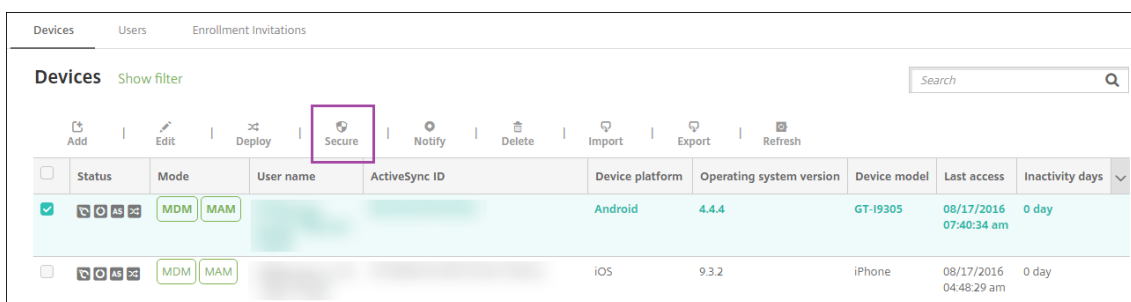 Devices Users Enrollment Invitations
Devices Show filter Search
Add | Edit | Deploy | Secure | Notify | Delete | Import | Export | Refresh
Status Mode User name ActiveSync ID Device platform Operating system version Device model Last access Inactivity days
AS MDM MAM Android 4.4.4 GT-I9305 08/17/2016 0 day
07:40:34 am
AS MDM MAM iOS 9.3.2 iPhone 08/17/2016 0 day
04:48:29 am